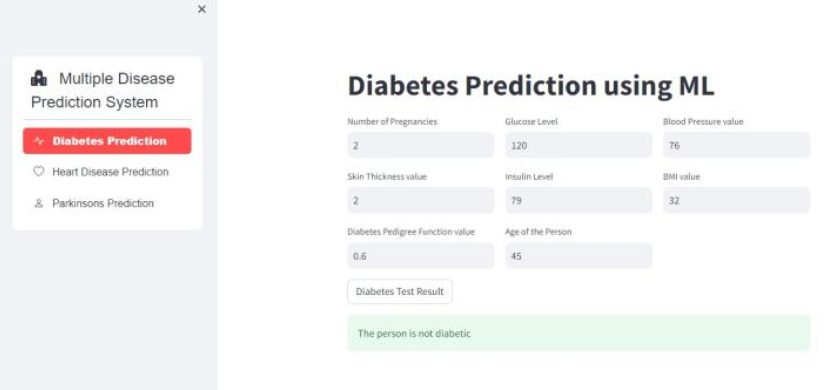 ×
Multiple Disease
Prediction System
Diabetes Prediction
Heart Disease Prediction
Parkinsons Prediction
Diabetes Prediction using ML
Number of Pregnancies Glucose Level Blood Pressure value
2 120 76
Skin Thickness value Insulin Level BMI value
2 79 32
Diabetes Pedigree Function value Age of the Person
0.6 45
Diabetes Test Result
The person is not diabetic